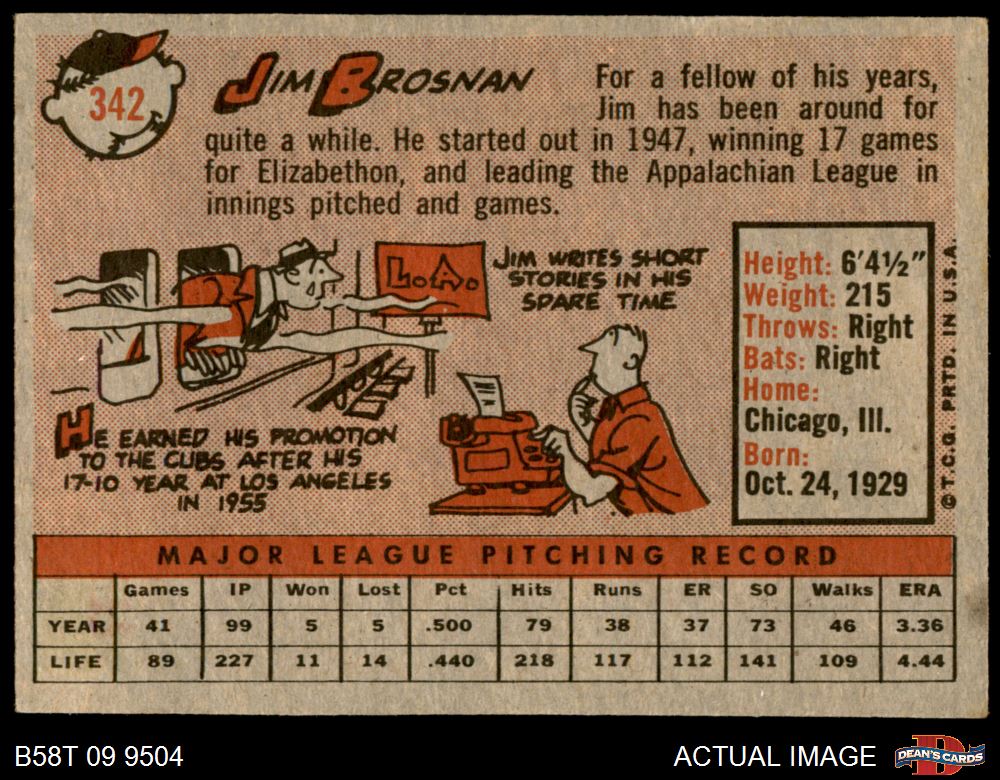 342
JIM BROSNAN
For a fellow of his years,
Jim has been around for
quite a while. He started out in 1947, winning 17 games
for Elizabethon, and leading the Appalachian League in
innings pitched and games.
L.A.
JIM WRITES SHORT
STORIES IN HIS
SPARE TIME
HE EARNED HIS PROMOTION
TO THE CUBS AFTER HIS
17-10 YEAR AT LOS ANGELES
IN 1955
Height: 6'4½"
Weight: 215
Throws: Right
Bats: Right
Home:
Chicago, Ill.
Born:
Oct. 24, 1929
©T.C.G. PRTD. IN U.S.A.
MAJOR LEAGUE PITCHING RECORD
Games IP Won Lost Pct Hits Runs ER SO Walks ERA
YEAR 41 99 5 5 .500 79 38 37 73 46 3.36
LIFE 89 227 11 14 .440 218 117 112 141 109 4.44
B58T 09 9504
ACTUAL IMAGE
D
DEAN'S CARDS